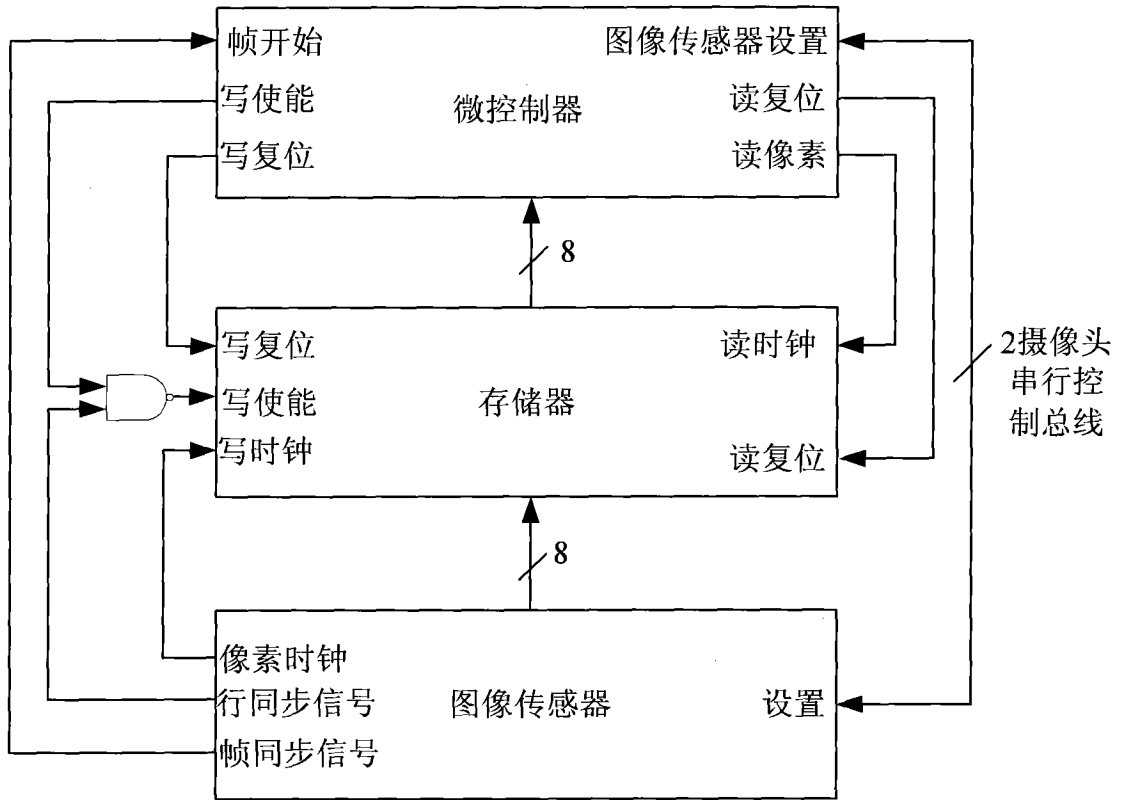 帧开始
图像传感器设置
写使能
微控制器
读复位
写复位
读像素
8
写复位
读时钟
写使能
存储器
写时钟
读复位
2摄像头
串行控
制总线
8
像素时钟
行同步信号
图像传感器
设置
帧同步信号